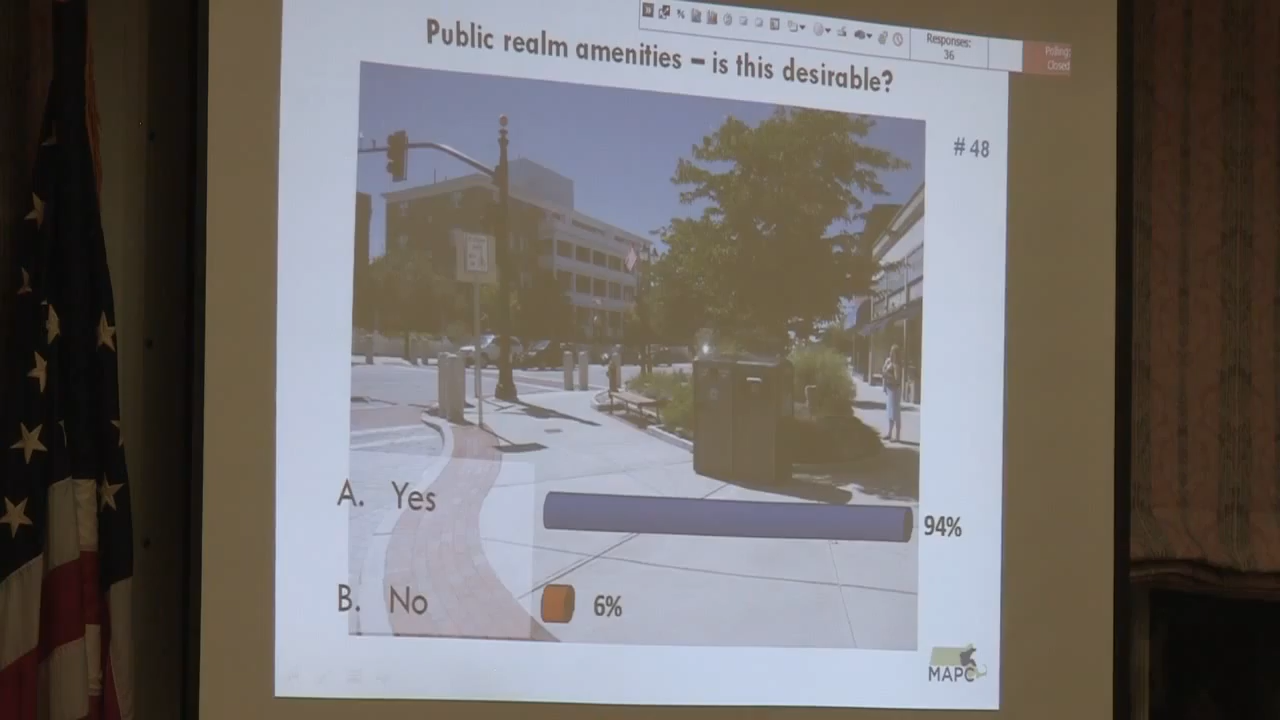 Responses:
36
Polling:
Closed
Public realm amenities – is this desirable?
# 48
A. Yes
94%
B. No
6%
MAPC